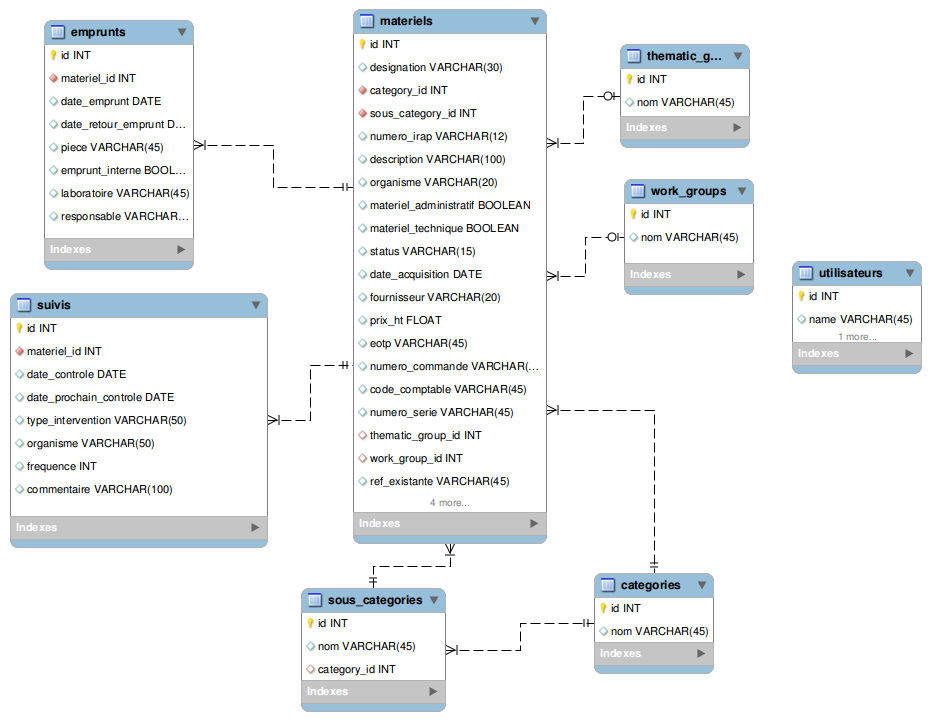 emprunts
id INT
materiel_id INT
date_emprunt DATE
date_retour_emprunt D...
piece VARCHAR(45)
emprunt_interne BOOL...
laboratoire VARCHAR(45)
responsable VARCHAR...
Indexes
suivis
id INT
materiel_id INT
date_controle DATE
date_prochain_controle DATE
type_intervention VARCHAR(50)
organisme VARCHAR(50)
frequence INT
commentaire VARCHAR(100)
Indexes
materiels
id INT
designation VARCHAR(30)
category_id INT
sous_category_id INT
numero_irap VARCHAR(12)
description VARCHAR(100)
organisme VARCHAR(20)
materiel_administratif BOOLEAN
materiel_technique BOOLEAN
status VARCHAR(15)
date_acquisition DATE
fournisseur VARCHAR(20)
prix_ht FLOAT
eotp VARCHAR(45)
numero_commande VARCHAR(...
code_comptable VARCHAR(45)
numero_serie VARCHAR(45)
thematic_group_id INT
work_group_id INT
ref_existante VARCHAR(45)
4 more...
Indexes
thematic_g...
id INT
nom VARCHAR(45)
Indexes
work_groups
id INT
nom VARCHAR(45)
Indexes
utilisateurs
id INT
name VARCHAR(45)
1 more...
Indexes
sous_categories
id INT
nom VARCHAR(45)
category_id INT
Indexes
categories
id INT
nom VARCHAR(45)
Indexes